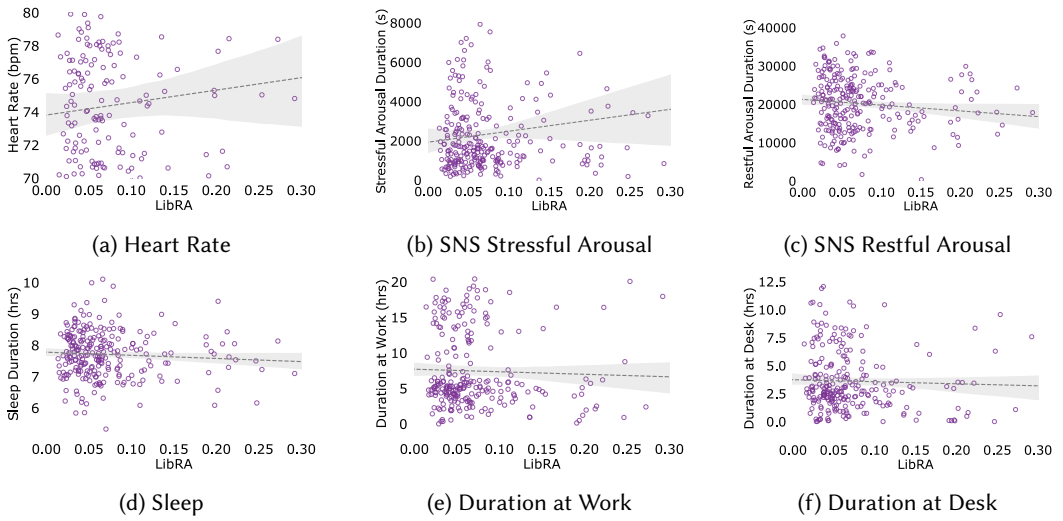 80
78
76
74
72
70
Heart Rate (bpm)
0.00 0.05 0.10 0.15 0.20 0.25 0.30
LibRA
(a) Heart Rate
8000
6000
4000
2000
0
Stressful Arousal Duration (s)
0.00 0.05 0.10 0.15 0.20 0.25 0.30
LibRA
(b) SNS Stressful Arousal
40000
30000
20000
10000
0
Restful Arousal Duration (s)
0.00 0.05 0.10 0.15 0.20 0.25 0.30
LibRA
(c) SNS Restful Arousal
10
9
8
7
6
Sleep Duration (hrs)
0.00 0.05 0.10 0.15 0.20 0.25 0.30
LibRA
(d) Sleep
20
15
10
5
0
Duration at Work (hrs)
0.00 0.05 0.10 0.15 0.20 0.25 0.30
LibRA
(e) Duration at Work
12.5
10.0
7.5
5.0
2.5
0.0
Duration at Desk (hrs)
0.00 0.05 0.10 0.15 0.20 0.25 0.30
LibRA
(f) Duration at Desk